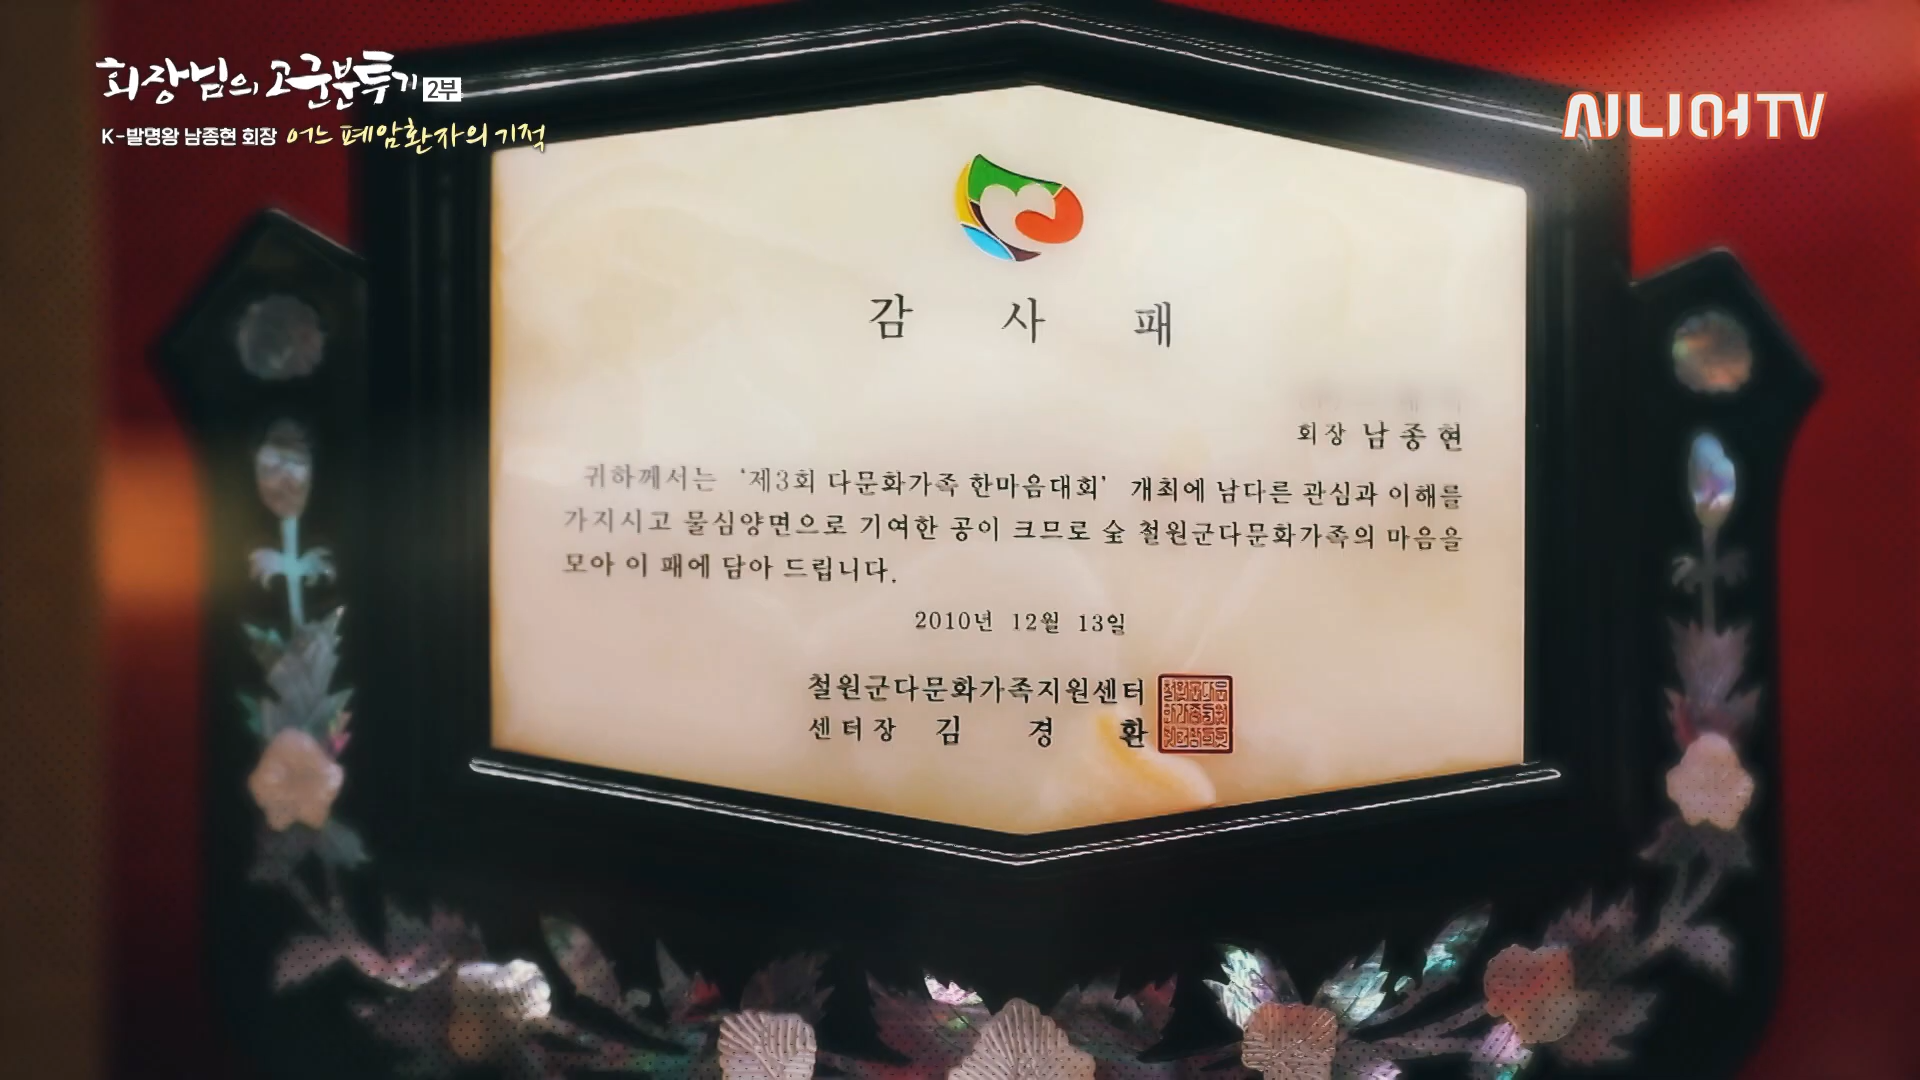 회장님의 고군분투기 2부
K-발명왕 남종현 회장 어느 폐암환자의 기적
시니어TV
감 사 패
회장 남종현
귀하께서는 '제3회 다문화가족 한마음대회' 개최에 남다른 관심과 이해를
가지시고 물심양면으로 기여한 공이 크므로 全 철원군다문화가족의 마음을
모아 이 패에 담아 드립니다.
2010년 12월 13일
철원군다문화가족지원센터
센터장 김 경 환